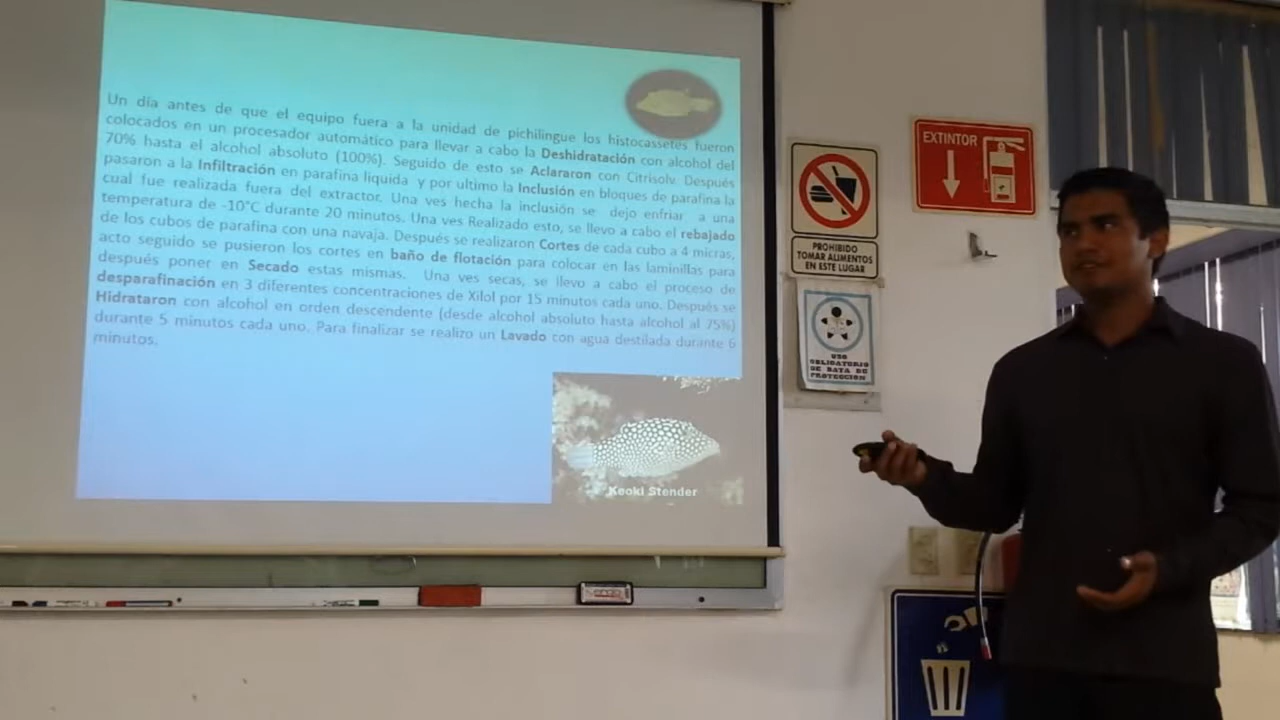 Un día antes de que el equipo fuera a la unidad de pichilingue los histocassetes fueron
colocados en un procesador automático para llevar a cabo la Deshidratación con alcohol del
70% hasta el alcohol absoluto (100%). Seguido de esto se Aclararon con Citrisolv. Después
pasaron a la Infiltración en parafina liquida y por ultimo la Inclusión en bloques de parafina la
cual fue realizada fuera del extractor. Una ves hecha la inclusión se dejo enfriar a una
temperatura de -10°C durante 20 minutos. Una ves Realizado esto, se llevo a cabo el rebajado
de los cubos de parafina con una navaja. Después se realizaron Cortes de cada cubo a 4 micras,
acto seguido se pusieron los cortes en baño de flotación para colocar en las laminillas para
después poner en Secado estas mismas. Una ves secas, se llevo a cabo el proceso de
desparafinación en 3 diferentes concentraciones de Xilol por 15 minutos cada uno. Después se
Hidrataron con alcohol en orden descendente (desde alcohol absoluto hasta alcohol al 75%)
durante 5 minutos cada uno. Para finalizar se realizo un Lavado con agua destilada durante 6
minutos.
Keoki Stender
PROHIBIDO
TOMAR ALIMENTOS
EN ESTE LUGAR
USO
OBLIGATORIO
DE BATA DE
PROTECCION
EXTINTOR